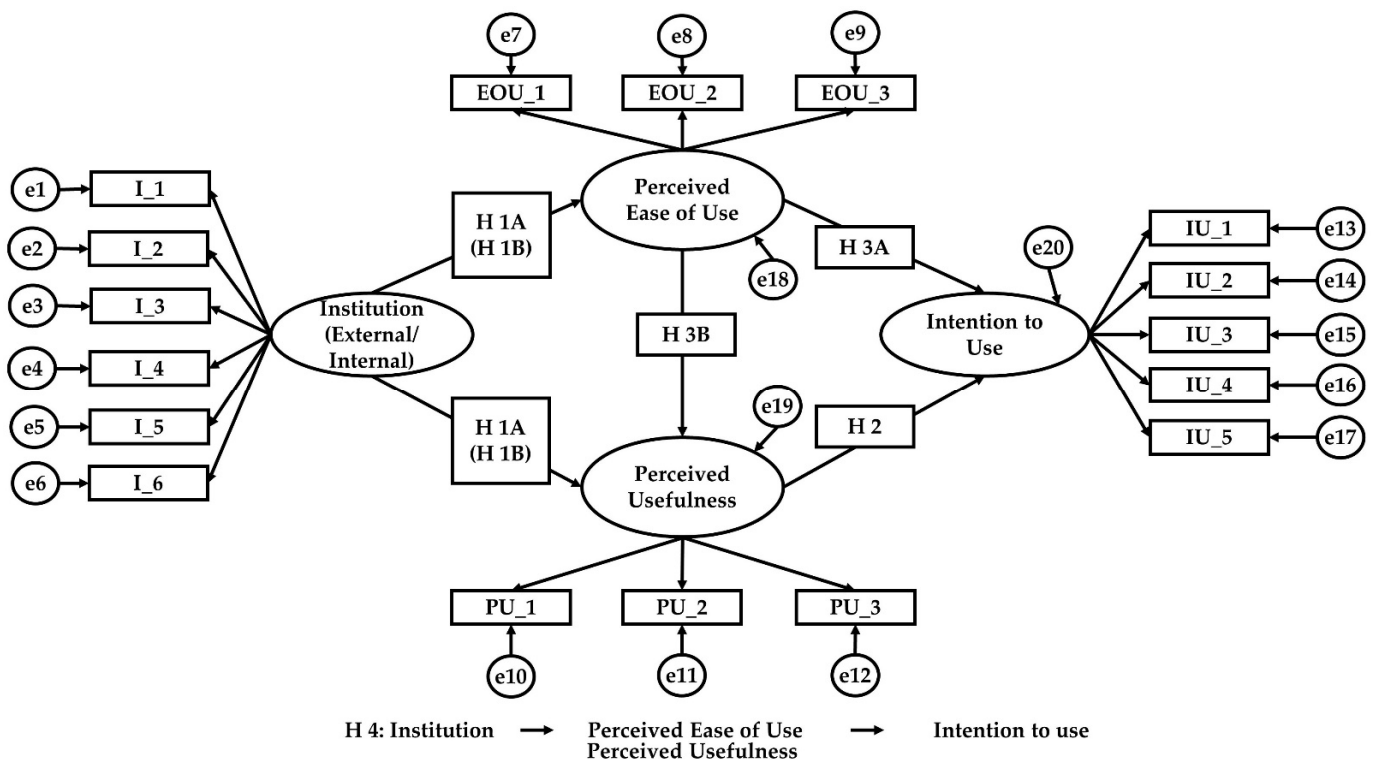 e7
e8
e9
EOU_1
EOU_2
EOU_3
e1
I_1
e2
I_2
e3
I_3
e4
I_4
e5
I_5
e6
I_6
Institution
(External/
Internal)
H 1A
(H 1B)
H 1A
(H 1B)
Perceived
Ease of Use
e18
H 3B
e19
Perceived
Usefulness
H 3A
H 2
e20
Intention to
Use
IU_1
e13
IU_2
e14
IU_3
e15
IU_4
e16
IU_5
e17
PU_1
PU_2
PU_3
e10
e11
e12
H 4: Institution
Perceived Ease of Use
Perceived Usefulness
Intention to use